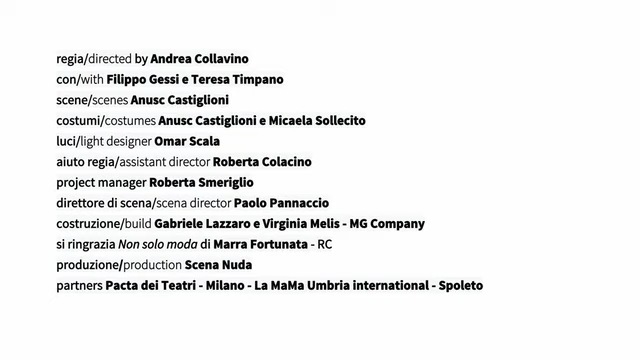 regia/directed by Andrea Collavino
con/with Filippo Gessi e Teresa Timpano
scene/scenes Anusc Castiglioni
costumi/costumes Anusc Castiglioni e Micaela Sollecito
luci/light designer Omar Scala
aiuto regia/assistant director Roberta Colacino
project manager Roberta Smeriglio
direttore di scena/scena director Paolo Pannaccio
costruzione/build Gabriele Lazzaro e Virginia Melis - MG Company
si ringrazia Non solo moda di Marra Fortunata - RC
produzione/production Scena Nuda
partners Pacta dei Teatri - Milano - La MaMa Umbria international - Spoleto